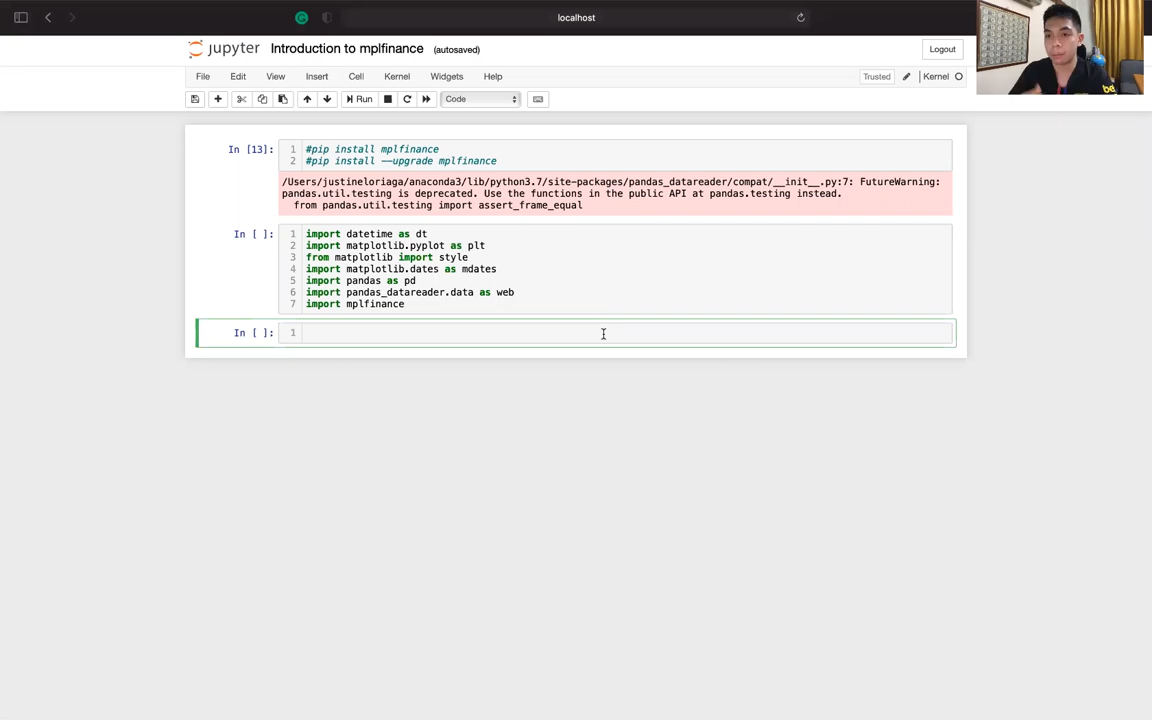 localhost
jupyter Introduction to mplfinance (autosaved)
Logout
File Edit View Insert Cell Kernel Widgets Help
Trusted Kernel
Run Code
In [13]: 1 #pip install mplfinance
2 #pip install --upgrade mplfinance
/Users/justineloriaga/anaconda3/lib/python3.7/site-packages/pandas_datareader/compat/__init__.py:7: FutureWarning:
pandas.util.testing is deprecated. Use the functions in the public API at pandas.testing instead.
from pandas.util.testing import assert_frame_equal
In [ ]: 1 import datetime as dt
2 import matplotlib.pyplot as plt
3 from matplotlib import style
4 import matplotlib.dates as mdates
5 import pandas as pd
6 import pandas_datareader.data as web
7 import mplfinance
In [ ]: 1